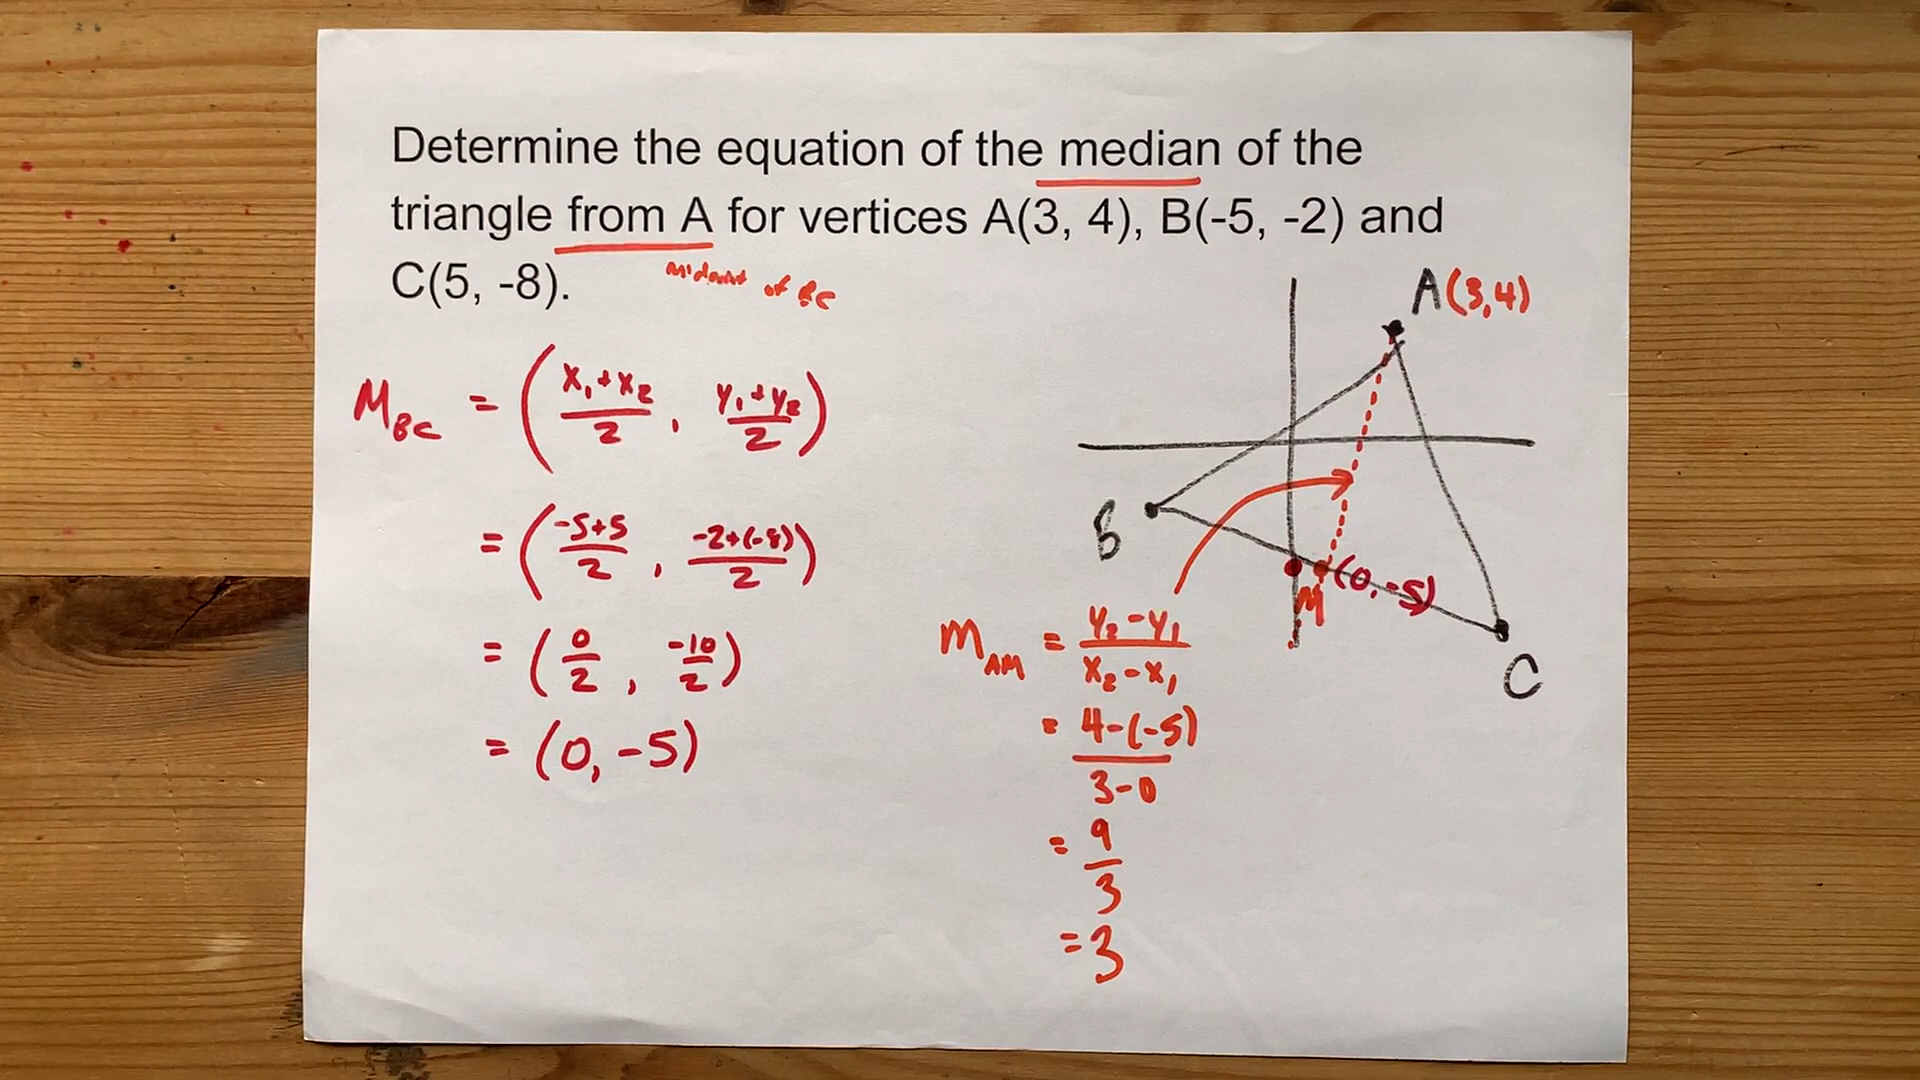 Determine the equation of the median of the
triangle from A for vertices A(3, 4), B(-5, -2) and
C(5, -8).
midpoint of BC
A(3,4)
B
(0,-5)
M
C
M_BC = ( (x₁+x₂)/2 , (y₁+y₂)/2 )
= ( (-5+5)/2 , (-2+(-8))/2 )
= ( 0/2 , -10/2 )
= (0, -5)
m_AM = (y₂-y₁)/(x₂-x₁)
= (4-(-5))/(3-0)
= 9/3
= 3